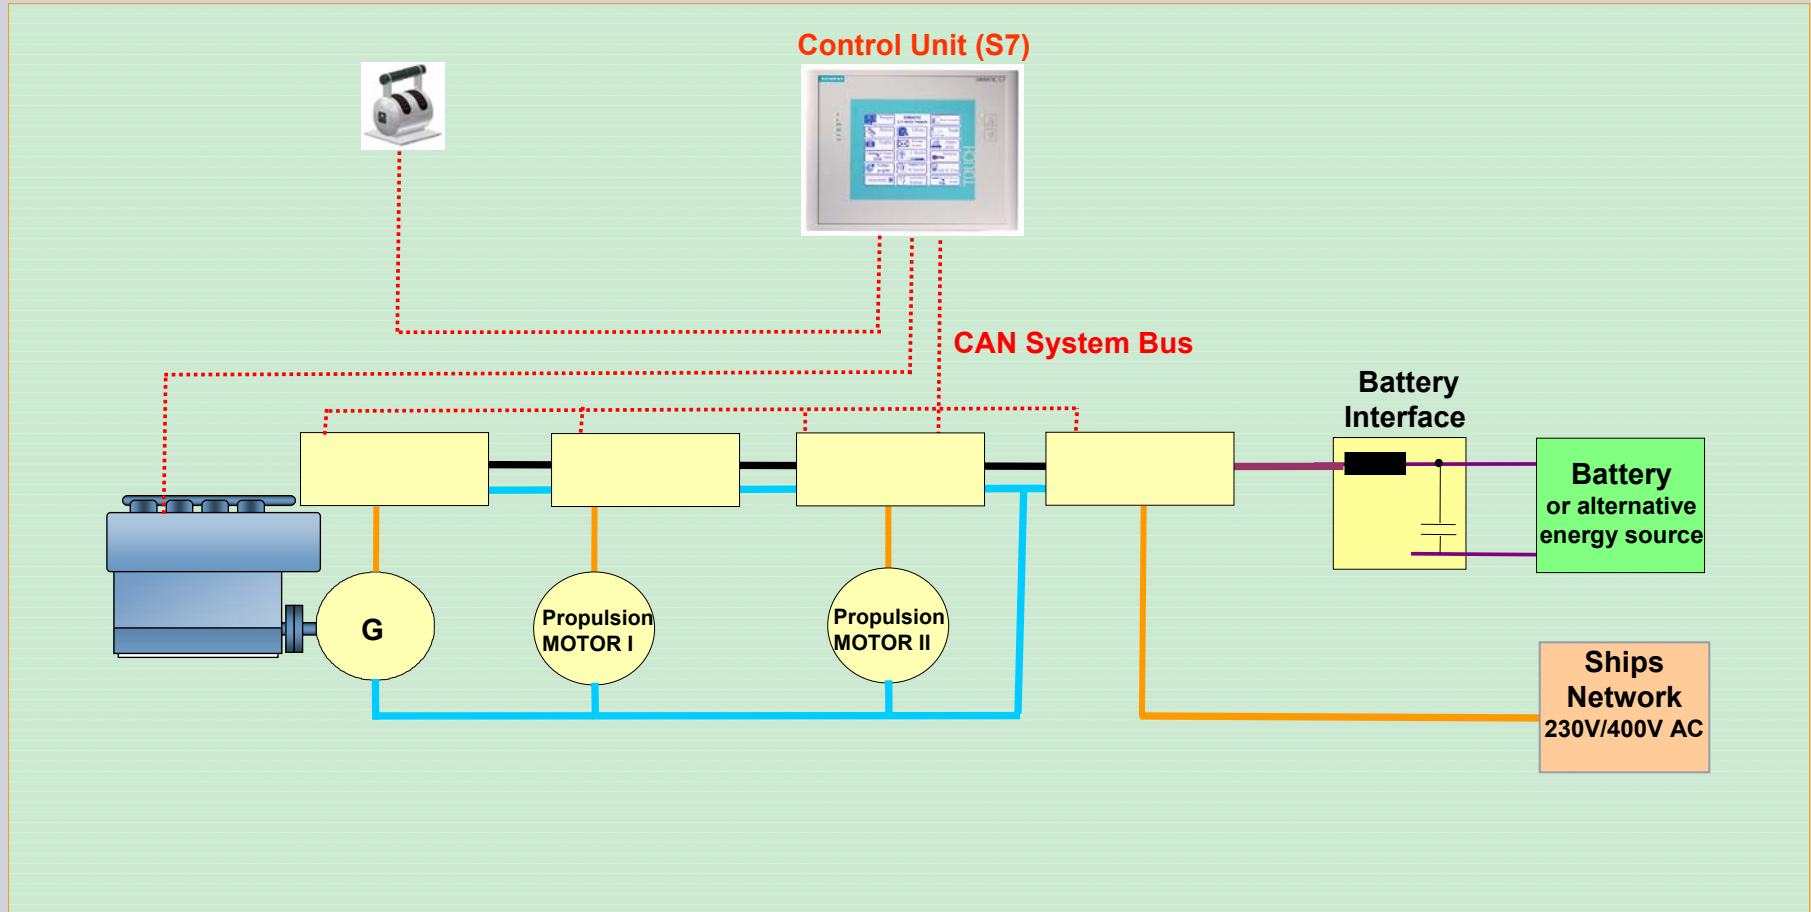 Control Unit (S7)
SIEMENS
CAN System Bus
Battery
Interface
Battery
or alternative
energy source
G
Propulsion
MOTOR I
Propulsion
MOTOR II
Ships
Network
230V/400V AC